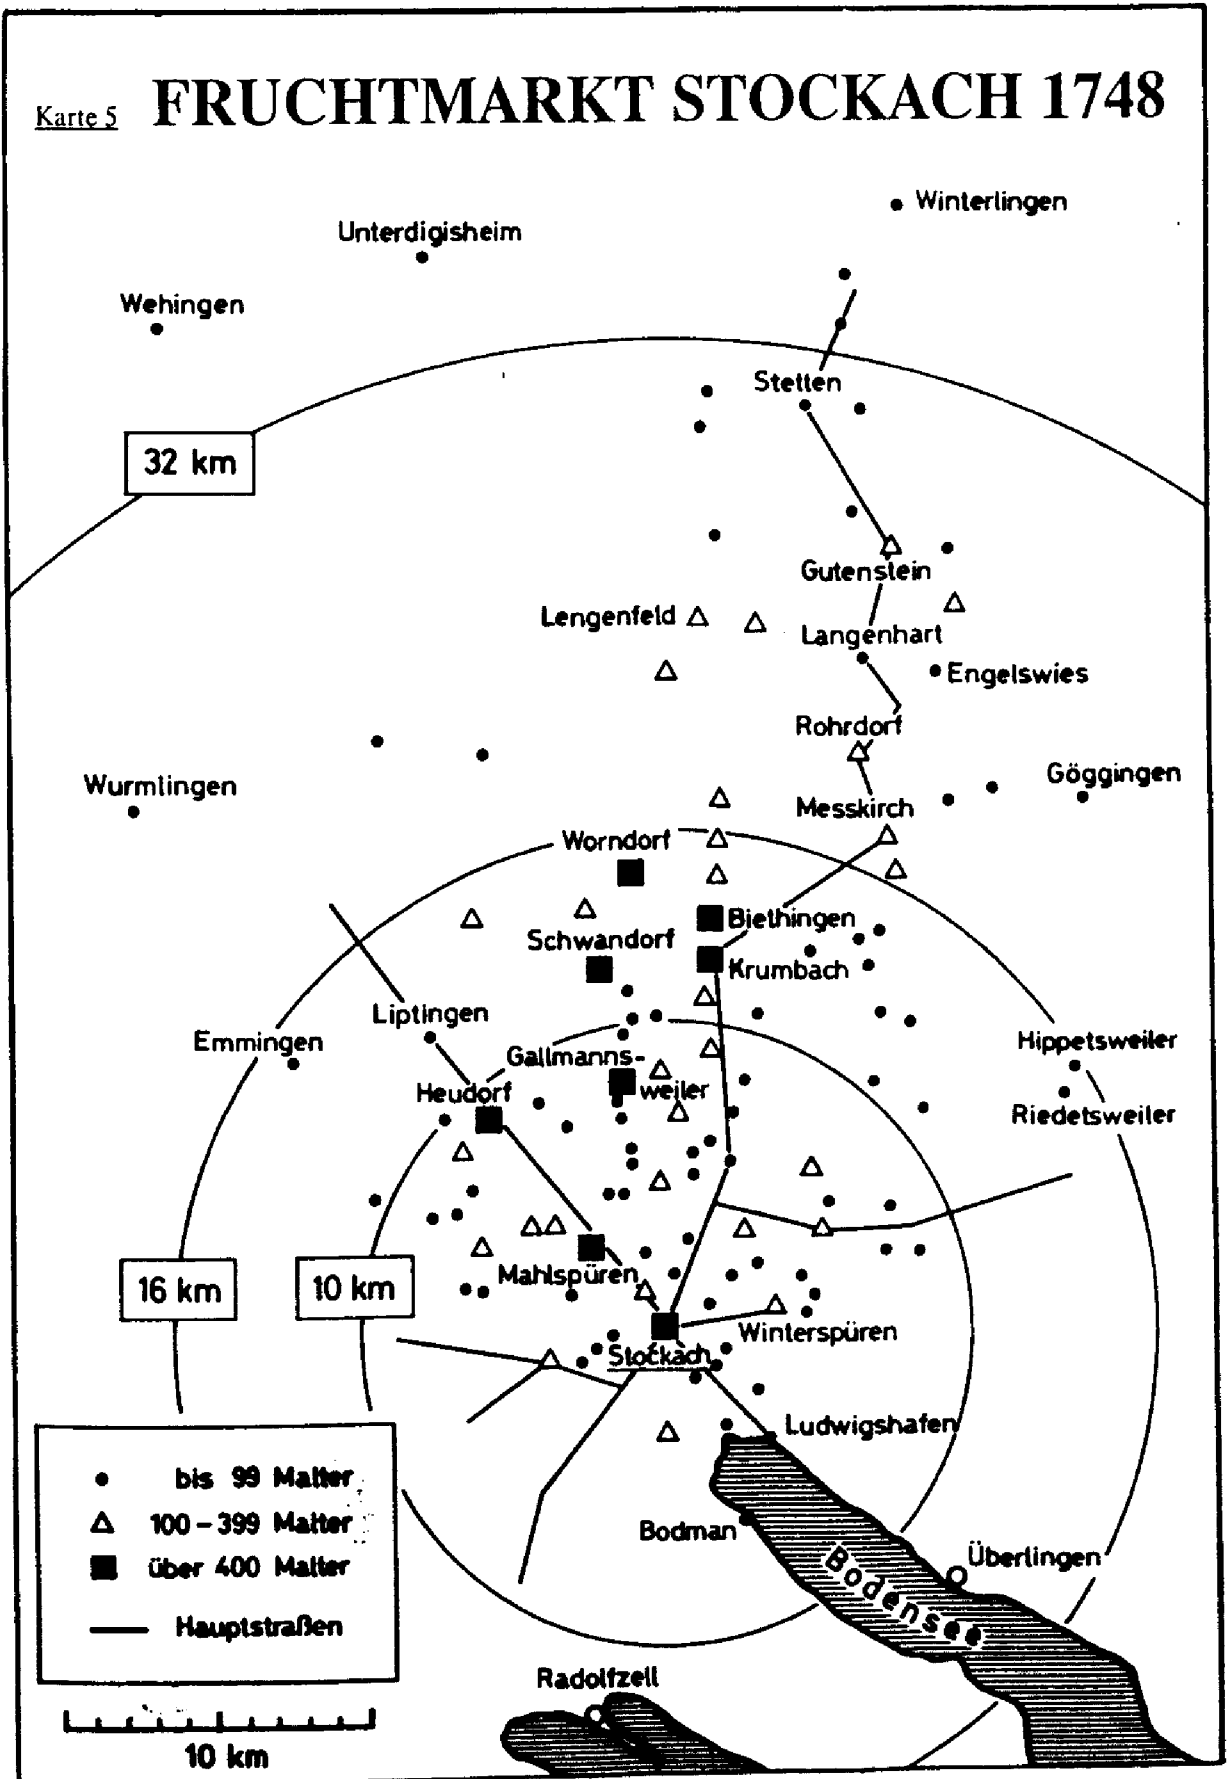 Karte 5 FRUCHTMARKT STOCKACH 1748
Winterlingen
Unterdigisheim
Wehingen
Stetten
32 km
Gutenstein
Lengenfeld
Langenhart
Engelswies
Rohrdorf
Wurmlingen
Göggingen
Messkirch
Worndorf
Biethingen
Schwandorf
Krumbach
Liptingen
Emmingen
Hippetsweiler
Gallmanns-
weiler
Heudorf
Riedetsweiler
16 km
10 km
Mahlspüren
Winterspüren
Stockach
Ludwigshafen
bis 99 Malter
100 - 399 Malter
über 400 Malter
Hauptstraßen
Bodman
Überlingen
Bodensee
Radolfzell
10 km